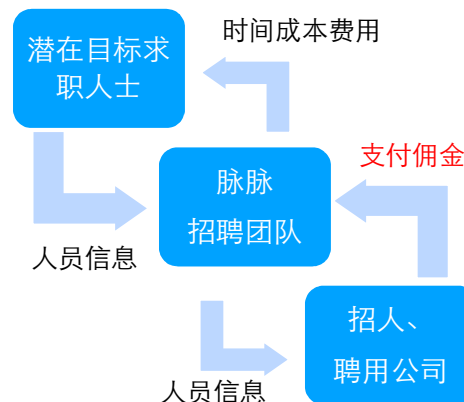 潜在目标求
职人士
时间成本费用
支付佣金
脉脉
招聘团队
人员信息
招人、
聘用公司
人员信息